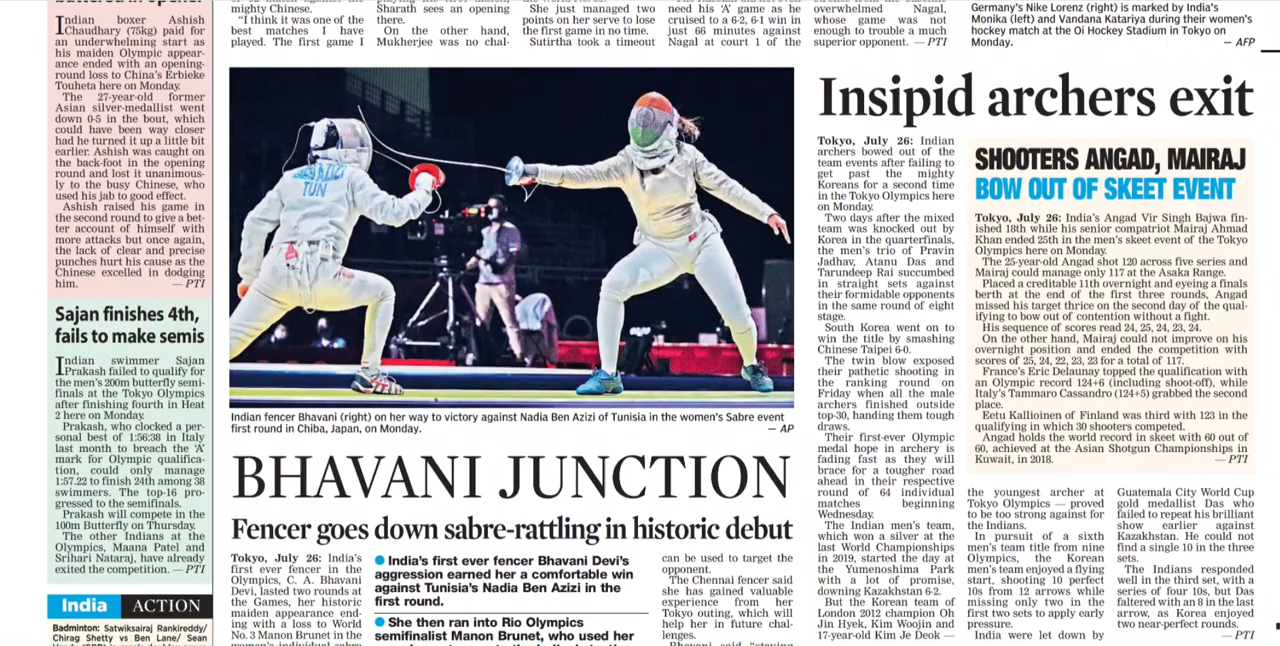 Indian boxer Ashish
Chaudhary (75kg) paid for
an underwhelming start as
his maiden Olympic appear-
ance ended with an opening-
round loss to China's Erbieke
Touheta here on Monday.
The 27-year-old former
Asian silver-medallist went
down 0-5 in the bout, which
could have been way closer
had he turned it up a little bit
earlier. Ashish was caught on
the back-foot in the opening
round and lost it unanimous-
ly to the busy Chinese, who
used his jab to good effect.
Ashish raised his game in
the second round to give a bet-
ter account of himself with
more attacks but once again,
the lack of clear and precise
punches hurt his cause as the
Chinese excelled in dodging
him. — PTI
Sajan finishes 4th,
fails to make semis
Indian swimmer Sajan
Prakash failed to qualify for
the men's 200m butterfly semi-
finals at the Tokyo Olympics
after finishing fourth in Heat
2 here on Monday.
Prakash, who clocked a per-
sonal best of 1:56:38 in Italy
last month to breach the 'A'
mark for Olympic qualifica-
tion, could only manage
1:57.22 to finish 24th among 38
swimmers. The top-16 pro-
gressed to the semifinals.
Prakash will compete in the
100m Butterfly on Thursday.
The other Indians at the
Olympics, Maana Patel and
Srihari Nataraj, have already
exited the competition. — PTI
India ACTION
Badminton: Satwiksairaj Rankireddy/
Chirag Shetty vs Ben Lane/ Sean
mighty Chinese.
"I think it was one of the
best matches I have
played. The first game I
Sharath sees an opening
there.
On the other hand,
Mukherjee was no chal-
She just managed two
points on her serve to lose
the first game in no time.
Sutirtha took a timeout
need his 'A' game as he
cruised to a 6-2, 6-1 win in
just 66 minutes against
Nagal at court 1 of the
overwhelmed Nagal,
whose game was not
enough to trouble a much
superior opponent. — PTI
Germany's Nike Lorenz (right) is marked by India's
Monika (left) and Vandana Katariya during their women's
hockey match at the Oi Hockey Stadium in Tokyo on
Monday. — AFP
TUN
Indian fencer Bhavani (right) on her way to victory against Nadia Ben Azizi of Tunisia in the women's Sabre event
first round in Chiba, Japan, on Monday. — AP
BHAVANI JUNCTION
Fencer goes down sabre-rattling in historic debut
Tokyo, July 26: India's
first ever fencer in the
Olympics, C. A. Bhavani
Devi, lasted two rounds at
the Games, her historic
maiden appearance end-
ing with a loss to World
No. 3 Manon Brunet in the
women's individual sabre
India's first ever fencer Bhavani Devi's
aggression earned her a comfortable win
against Tunisia's Nadia Ben Azizi in the
first round.
She then ran into Rio Olympics
semifinalist Manon Brunet, who used her
can be used to target the
opponent.
The Chennai fencer said
she has gained valuable
experience from her
Tokyo outing, which will
help her in future chal-
lenges.
Bhavani said "staying
Insipid archers exit
Tokyo, July 26: Indian
archers bowed out of the
team events after failing to
get past the mighty
Koreans for a second time
in the Tokyo Olympics here
on Monday.
Two days after the mixed
team was knocked out by
Korea in the quarterfinals,
the men's trio of Pravin
Jadhav, Atanu Das and
Tarundeep Rai succumbed
in straight sets against
their formidable opponents
in the same round of eight
stage.
South Korea went on to
win the title by smashing
Chinese Taipei 6-0.
The twin blow exposed
their pathetic shooting in
the ranking round on
Friday when all the male
archers finished outside
top-30, handing them tough
draws.
Their first-ever Olympic
medal hope in archery is
fading fast as they will
brace for a tougher road
ahead in their respective
round of 64 individual
matches beginning
Wednesday.
The Indian men's team,
which won a silver at the
last World Championships
in 2019, started the day at
the Yumenoshima Park
with a lot of promise,
downing Kazakhstan 6-2.
But the Korean team of
London 2012 champion Oh
Jin Hyek, Kim Woojin and
17-year-old Kim Je Deok —
SHOOTERS ANGAD, MAIRAJ
BOW OUT OF SKEET EVENT
Tokyo, July 26: India's Angad Vir Singh Bajwa fin-
ished 18th while his senior compatriot Mairaj Ahmad
Khan ended 25th in the men's skeet event of the Tokyo
Olympics here on Monday.
The 25-year-old Angad shot 120 across five series and
Mairaj could manage only 117 at the Asaka Range.
Placed a creditable 11th overnight and eyeing a finals
berth at the end of the first three rounds, Angad
missed his target thrice on the second day of the qual-
ifying to bow out of contention without a fight.
His sequence of scores read 24, 25, 24, 23, 24.
On the other hand, Mairaj could not improve on his
overnight position and ended the competition with
scores of 25, 24, 22, 23, 23 for a total of 117.
France's Eric Delaunay topped the qualification with
an Olympic record 124+6 (including shoot-off), while
Italy's Tammaro Cassandro (124+5) grabbed the second
place.
Eetu Kallioinen of Finland was third with 123 in the
qualifying in which 30 shooters competed.
Angad holds the world record in skeet with 60 out of
60, achieved at the Asian Shotgun Championships in
Kuwait, in 2018. — PTI
the youngest archer at
Tokyo Olympics — proved
to be too strong against for
the Indians.
In pursuit of a sixth
men's team title from nine
Olympics, the Korean
men's team enjoyed a flying
start, shooting 10 perfect
10s from 12 arrows while
missing only two in the
first two sets to apply early
pressure.
India were let down by
Guatemala City World Cup
gold medallist Das who
failed to repeat his brilliant
show earlier against
Kazakhstan. He could not
find a single 10 in the three
sets.
The Indians responded
well in the third set, with a
series of four 10s, but Das
faltered with an 8 in the last
arrow, as Korea enjoyed
two near-perfect rounds.
— PTI